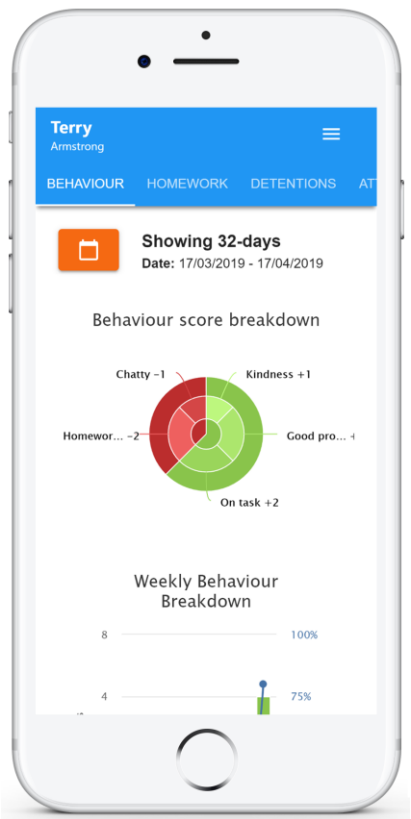 Terry
Armstrong
BEHAVIOUR HOMEWORK DETENTIONS AT
Showing 32-days
Date: 17/03/2019 - 17/04/2019
Behaviour score breakdown
Chatty -1
Kindness +1
Homewor... -2
Good pro...
On task +2
Weekly Behaviour
Breakdown
8
100%
4
75%